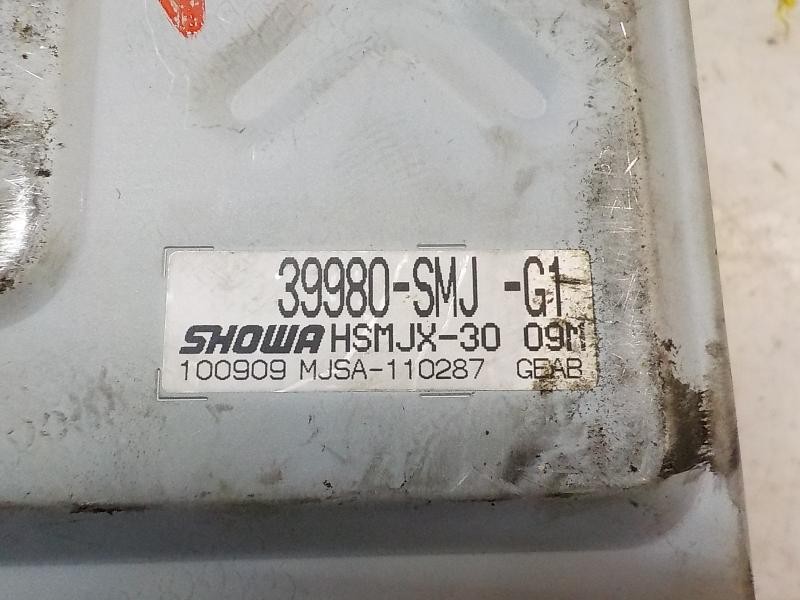 39980-SMJ -G1
SHOWA HSMJX-30 09M
100909 MJSA-110287 GEAB